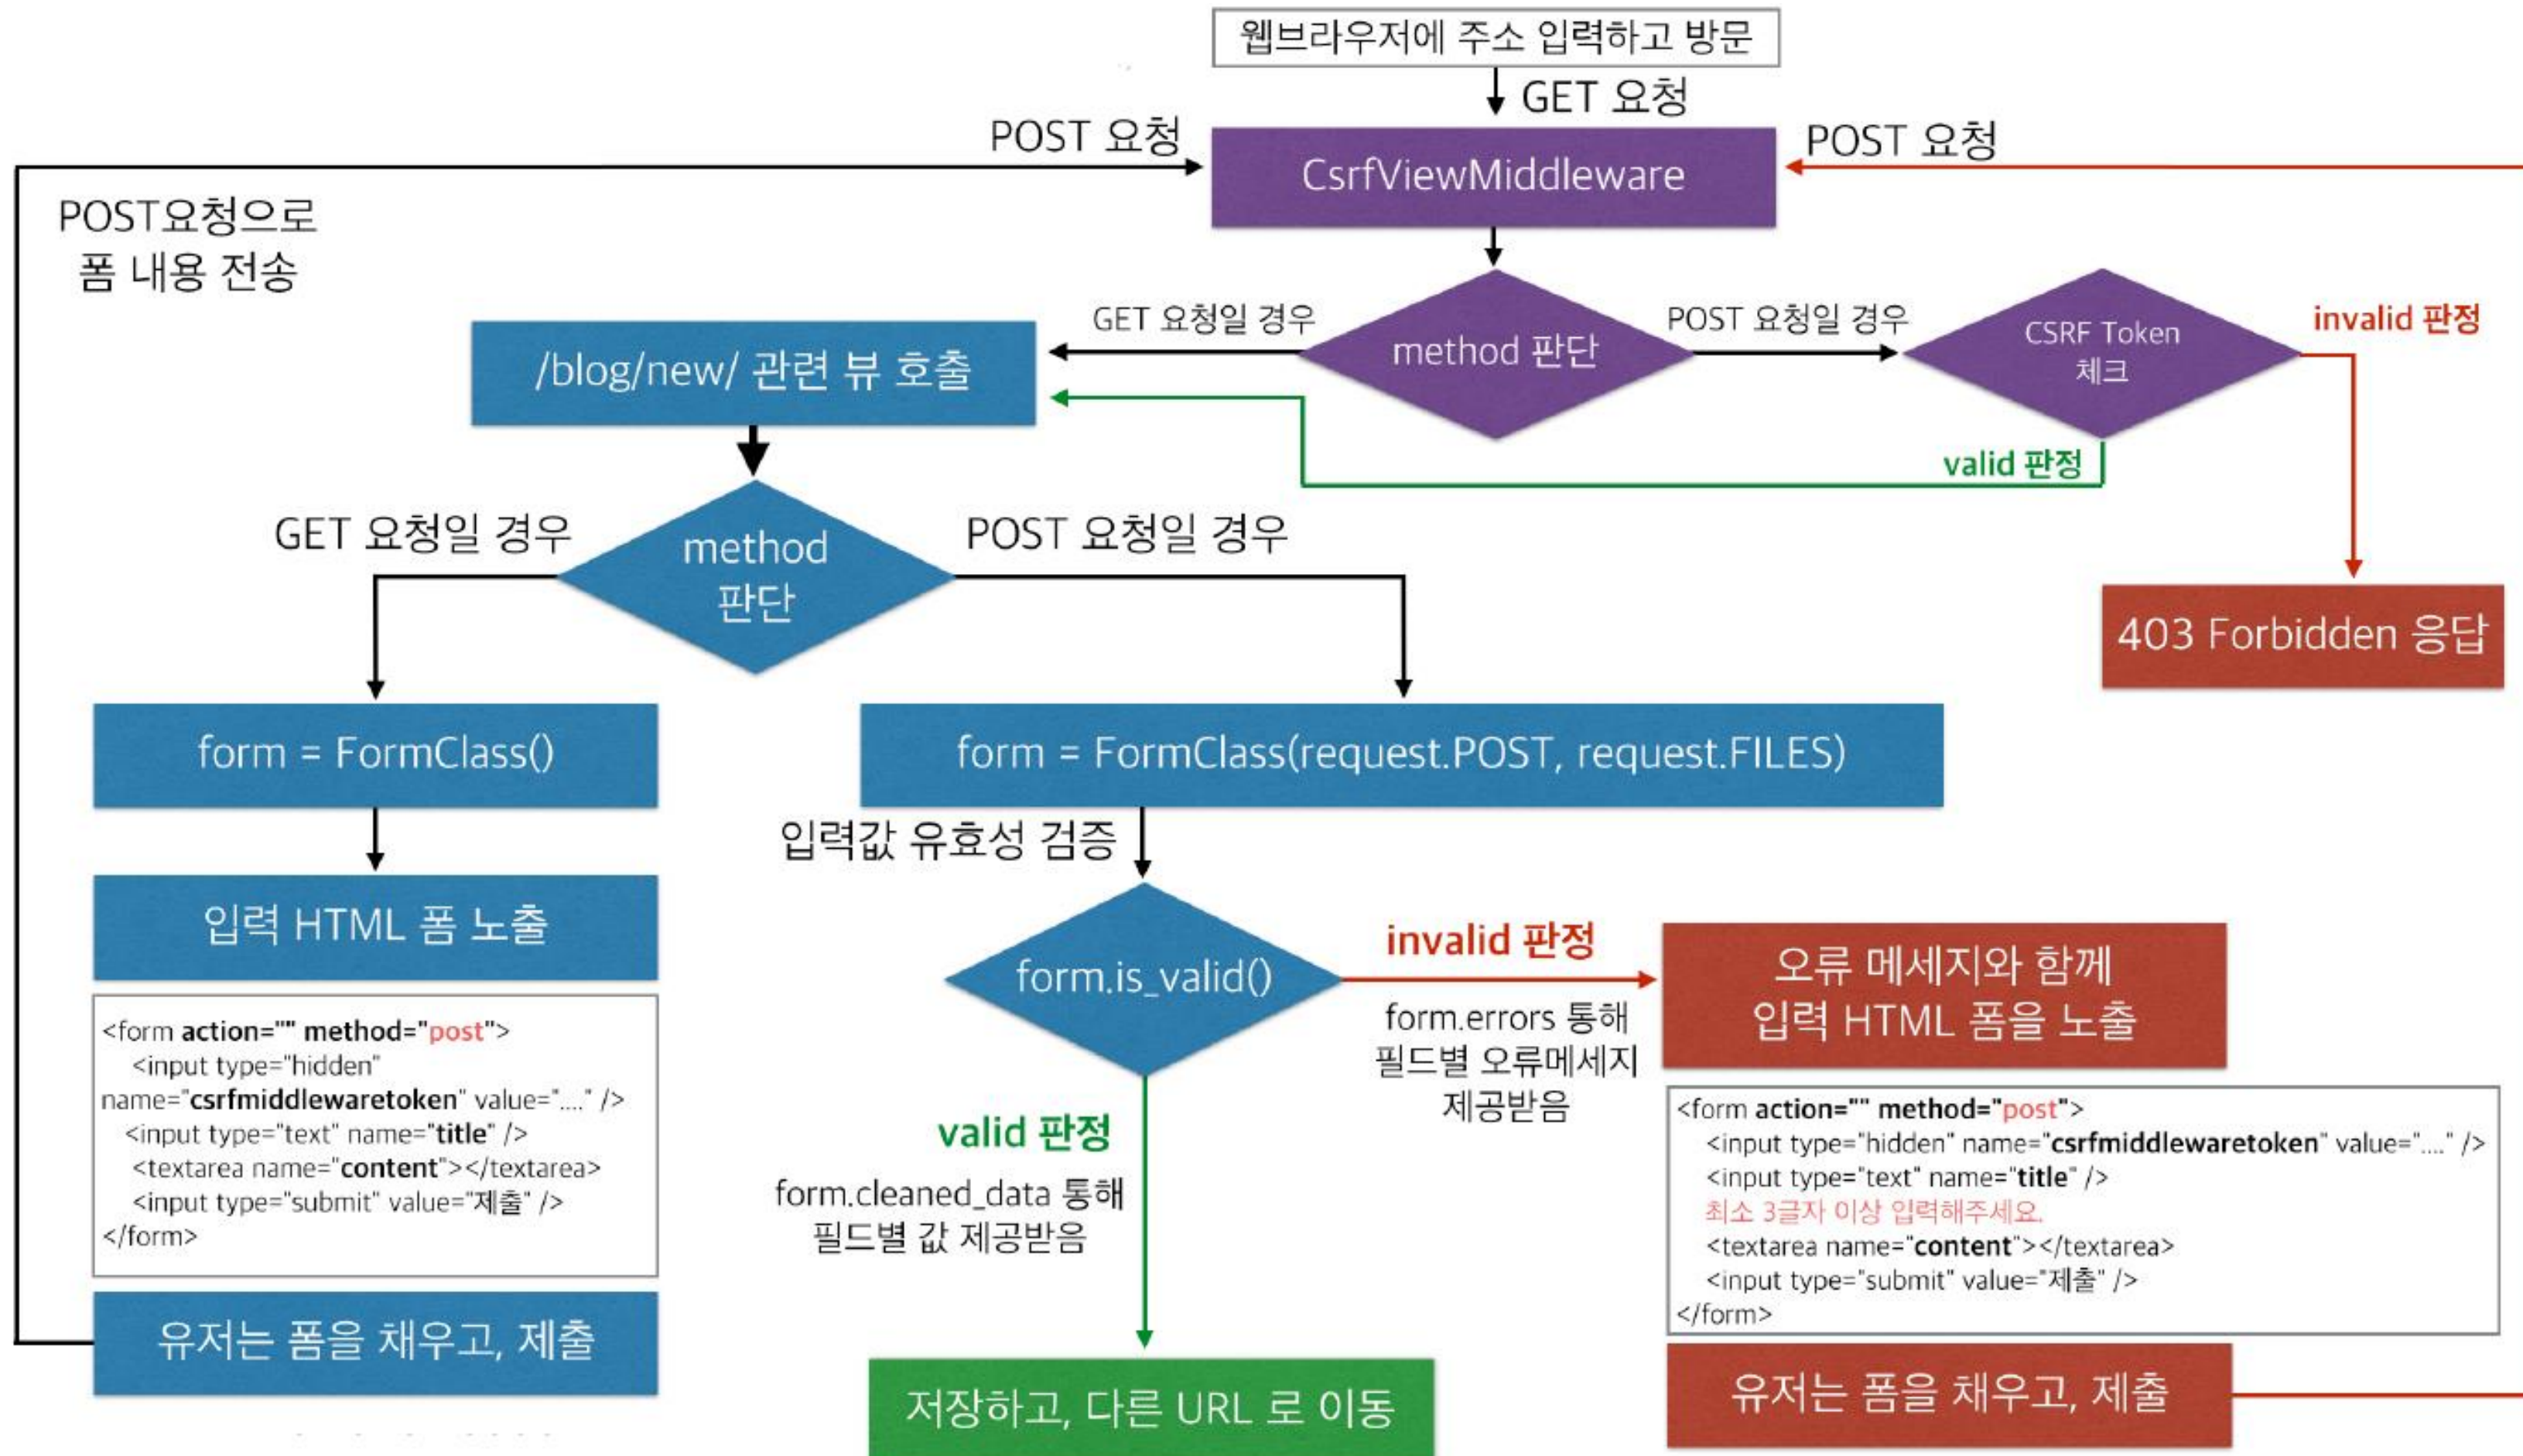 웹브라우저에 주소 입력하고 방문
GET 요청
POST 요청
CsrfViewMiddleware
POST 요청
POST요청으로
폼 내용 전송
GET 요청일 경우
method 판단
POST 요청일 경우
CSRF Token
체크
invalid 판정
/blog/new/ 관련 뷰 호출
valid 판정
GET 요청일 경우
method
판단
POST 요청일 경우
403 Forbidden 응답
form = FormClass()
form = FormClass(request.POST, request.FILES)
입력값 유효성 검증
입력 HTML 폼 노출
form.is_valid()
invalid 판정
form.errors 통해
필드별 오류메세지
제공받음
오류 메세지와 함께
입력 HTML 폼을 노출
<form action="" method="post">
<input type="hidden"
name="csrfmiddlewaretoken" value="...." />
<input type="text" name="title" />
<textarea name="content"></textarea>
<input type="submit" value="제출" />
</form>
valid 판정
form.cleaned_data 통해
필드별 값 제공받음
<form action="" method="post">
<input type="hidden" name="csrfmiddlewaretoken" value="...." />
<input type="text" name="title" />
최소 3글자 이상 입력해주세요.
<textarea name="content"></textarea>
<input type="submit" value="제출" />
</form>
유저는 폼을 채우고, 제출
저장하고, 다른 URL 로 이동
유저는 폼을 채우고, 제출